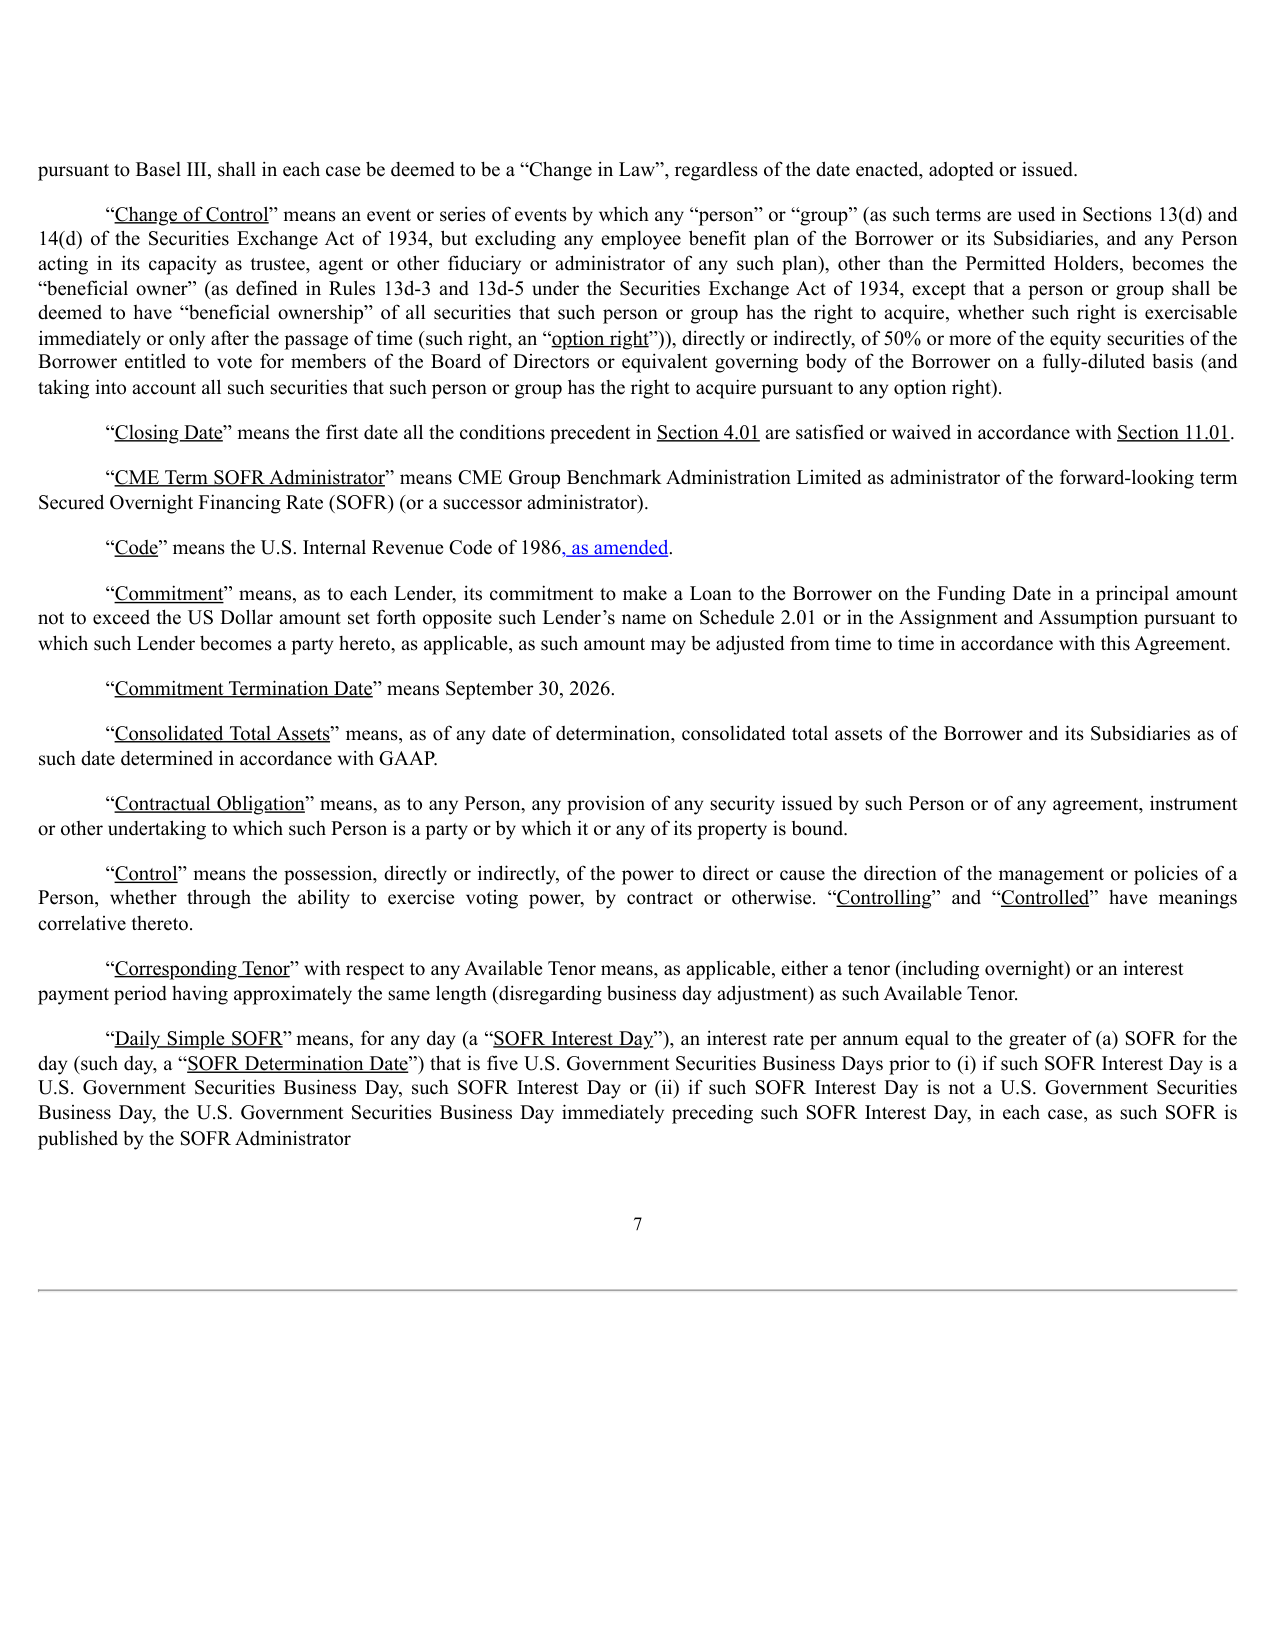 pursuant to Basel III, shall in each case be deemed to be a “Change in Law”, regardless of the date enacted, adopted or issued.
“Change of Control” means an event or series of events by which any “person” or “group” (as such terms are used in Sections 13(d) and
14(d) of the Securities Exchange Act of 1934, but excluding any employee benefit plan of the Borrower or its Subsidiaries, and any Person
acting in its capacity as trustee, agent or other fiduciary or administrator of any such plan), other than the Permitted Holders, becomes the
“beneficial owner” (as defined in Rules 13d-3 and 13d-5 under the Securities Exchange Act of 1934, except that a person or group shall be
deemed to have “beneficial ownership” of all securities that such person or group has the right to acquire, whether such right is exercisable
immediately or only after the passage of time (such right, an “option right”)), directly or indirectly, of 50% or more of the equity securities of the
Borrower entitled to vote for members of the Board of Directors or equivalent governing body of the Borrower on a fully-diluted basis (and
taking into account all such securities that such person or group has the right to acquire pursuant to any option right).
“Closing Date” means the first date all the conditions precedent in Section 4.01 are satisfied or waived in accordance with Section 11.01.
“CME Term SOFR Administrator” means CME Group Benchmark Administration Limited as administrator of the forward-looking term
Secured Overnight Financing Rate (SOFR) (or a successor administrator).
“Code” means the U.S. Internal Revenue Code of 1986, as amended.
“Commitment” means, as to each Lender, its commitment to make a Loan to the Borrower on the Funding Date in a principal amount
not to exceed the US Dollar amount set forth opposite such Lender’s name on Schedule 2.01 or in the Assignment and Assumption pursuant to
which such Lender becomes a party hereto, as applicable, as such amount may be adjusted from time to time in accordance with this Agreement.
“Commitment Termination Date” means September 30, 2026.
“Consolidated Total Assets” means, as of any date of determination, consolidated total assets of the Borrower and its Subsidiaries as of
such date determined in accordance with GAAP.
“Contractual Obligation” means, as to any Person, any provision of any security issued by such Person or of any agreement, instrument
or other undertaking to which such Person is a party or by which it or any of its property is bound.
“Control” means the possession, directly or indirectly, of the power to direct or cause the direction of the management or policies of a
Person, whether through the ability to exercise voting power, by contract or otherwise. “Controlling” and “Controlled” have meanings
correlative thereto.
“Corresponding Tenor” with respect to any Available Tenor means, as applicable, either a tenor (including overnight) or an interest
payment period having approximately the same length (disregarding business day adjustment) as such Available Tenor.
“Daily Simple SOFR” means, for any day (a “SOFR Interest Day”), an interest rate per annum equal to the greater of (a) SOFR for the
day (such day, a “SOFR Determination Date”) that is five U.S. Government Securities Business Days prior to (i) if such SOFR Interest Day is a
U.S. Government Securities Business Day, such SOFR Interest Day or (ii) if such SOFR Interest Day is not a U.S. Government Securities
Business Day, the U.S. Government Securities Business Day immediately preceding such SOFR Interest Day, in each case, as such SOFR is
published by the SOFR Administrator
7